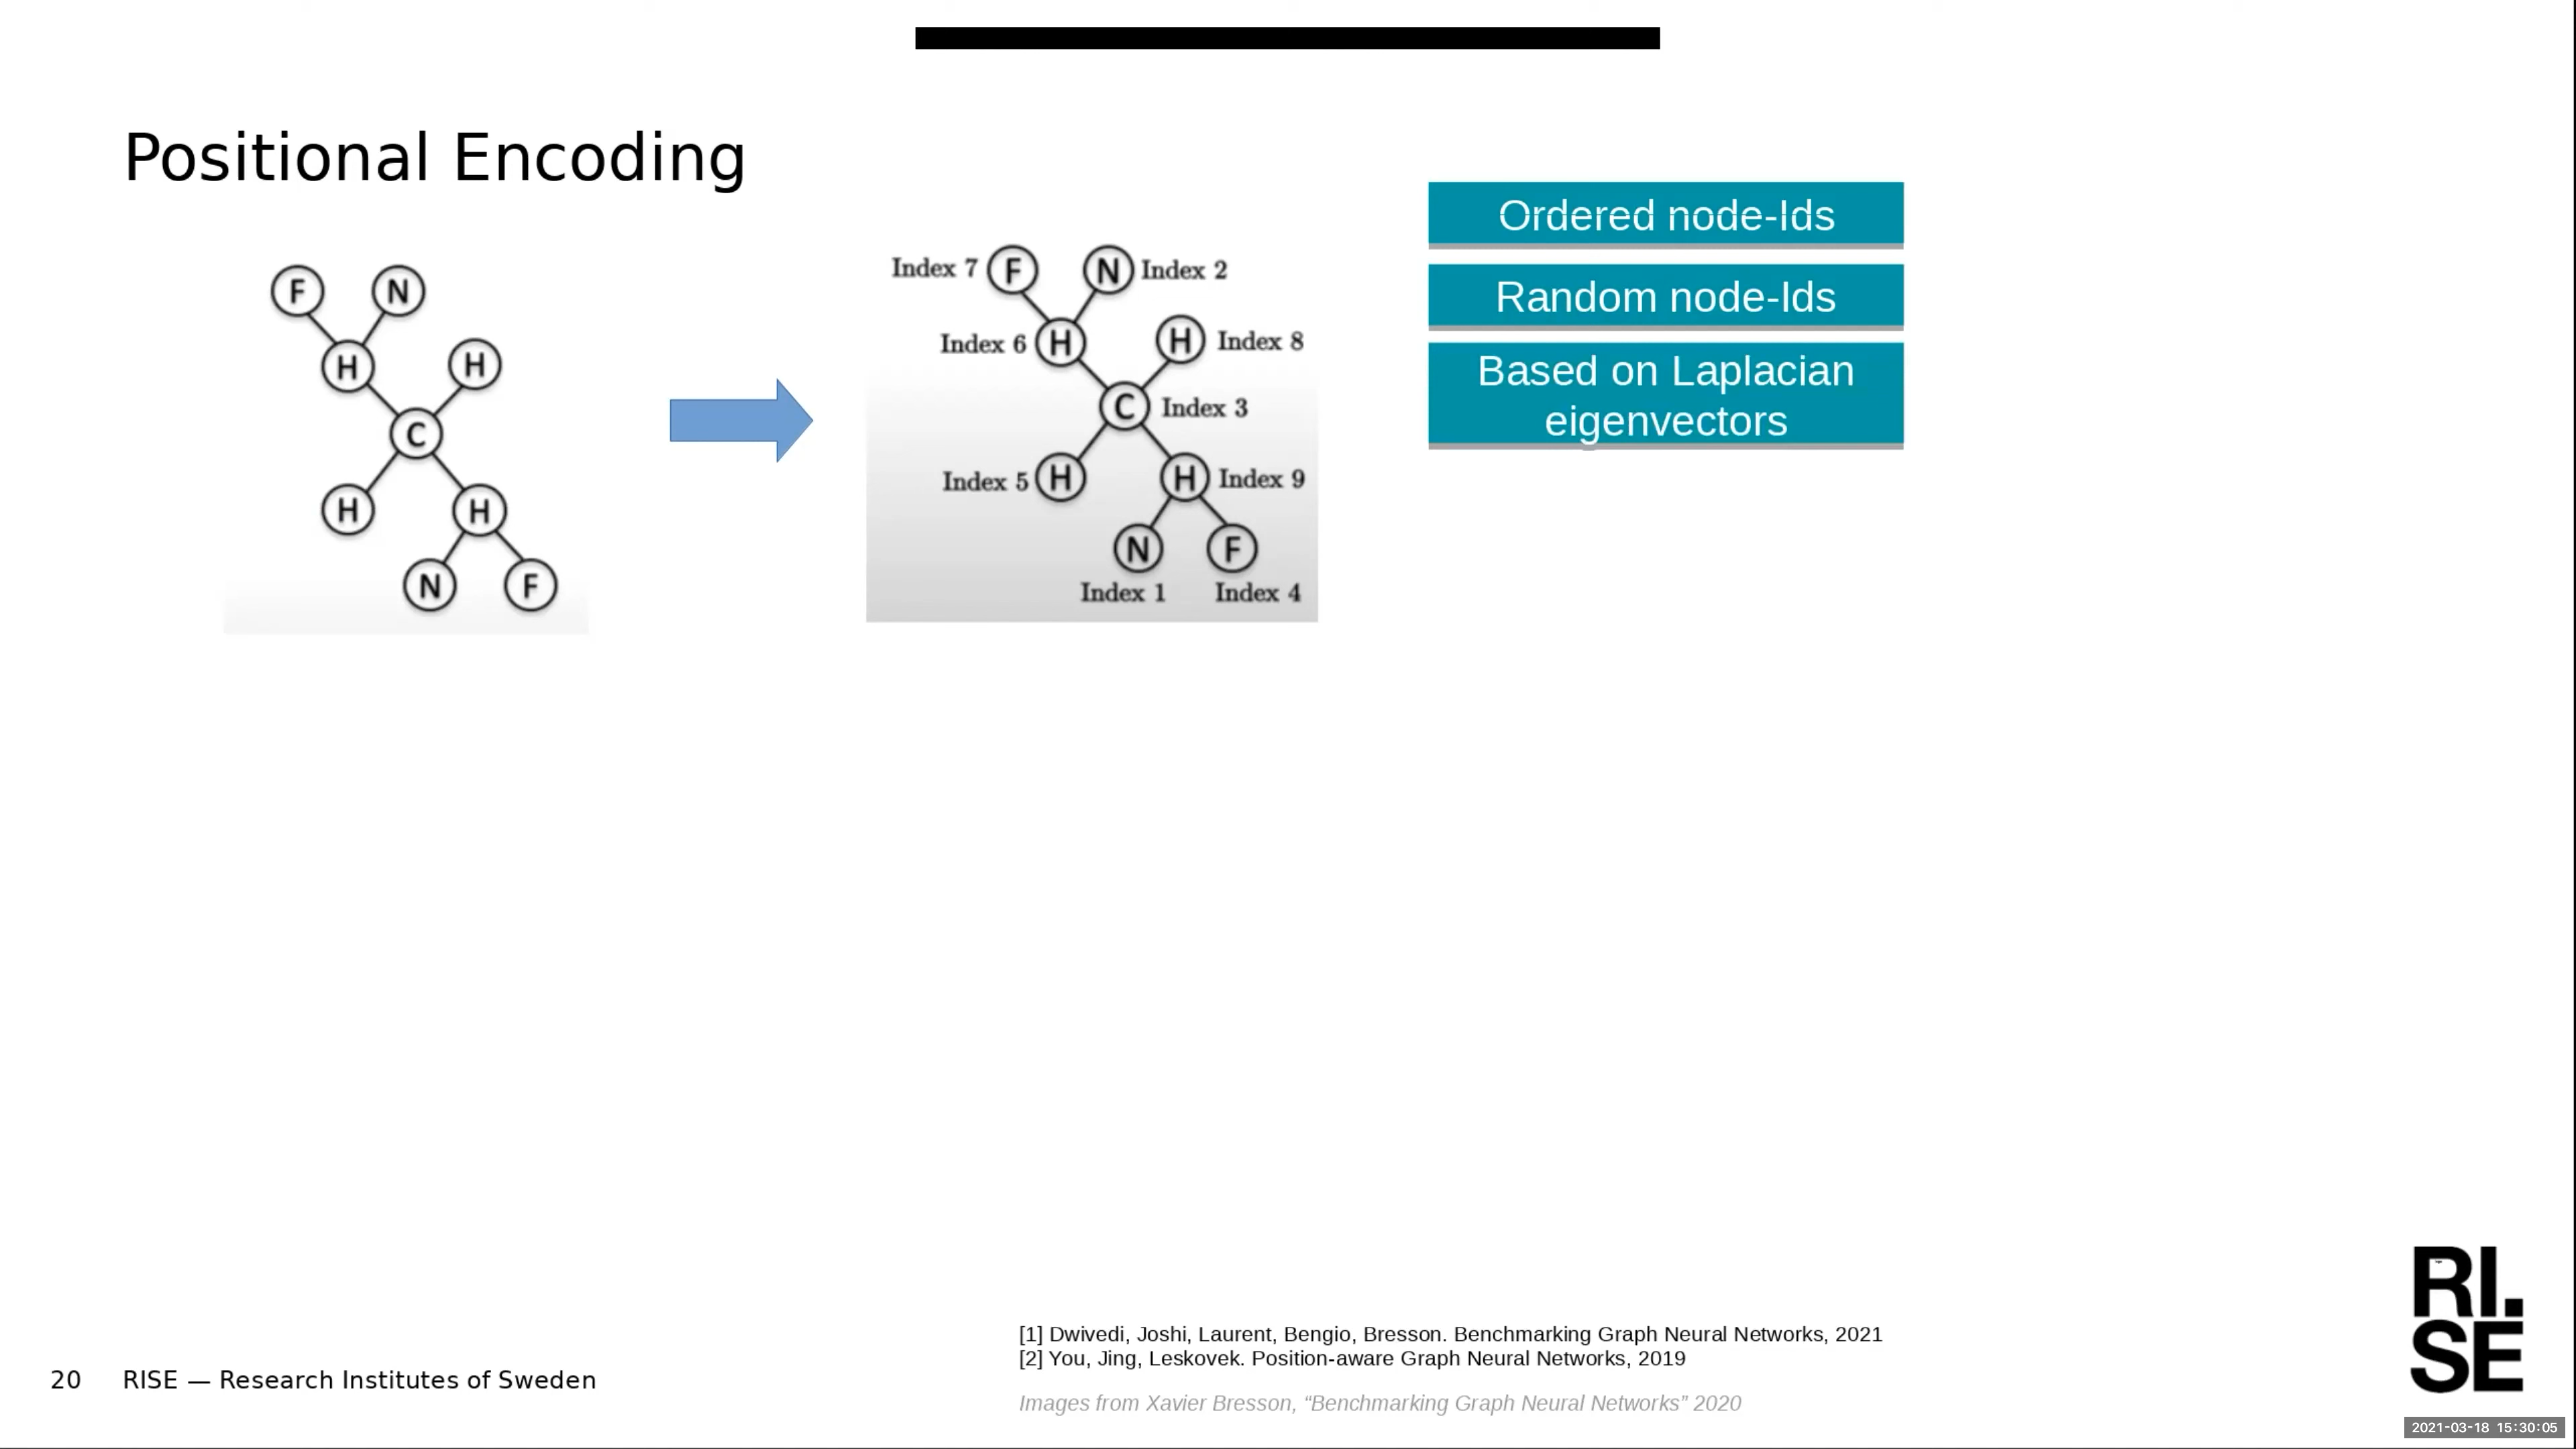 Positional Encoding
F
N
H
H
C
H
H
N
F
Index 7
F
N
Index 2
Index 6
H
H
Index 8
C
Index 3
Index 5
H
H
Index 9
N
F
Index 1
Index 4
Ordered node-Ids
Random node-Ids
Based on Laplacian
eigenvectors
[1] Dwivedi, Joshi, Laurent, Bengio, Bresson. Benchmarking Graph Neural Networks, 2021
[2] You, Jing, Leskovek. Position-aware Graph Neural Networks, 2019
Images from Xavier Bresson, “Benchmarking Graph Neural Networks” 2020
20 RISE — Research Institutes of Sweden
RI.
SE
2021-03-18 15:30:05